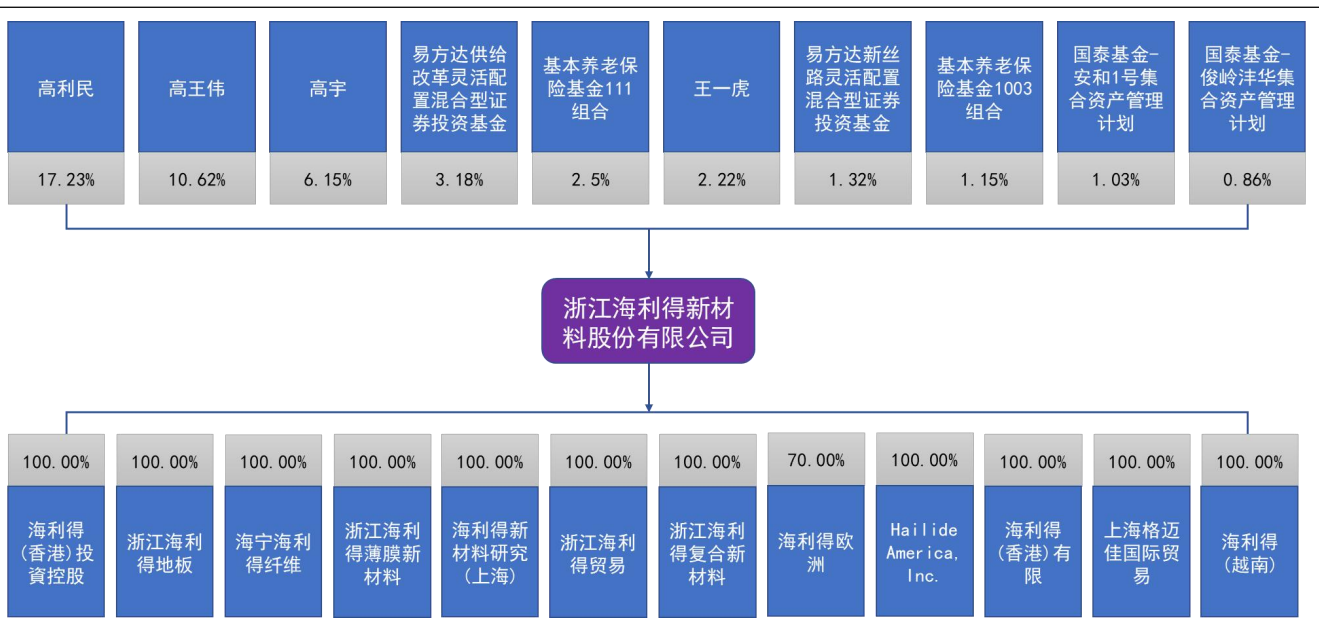 高利民
高王伟
高宇
易方达供给
改革灵活配
置混合型证
券投资基金
基本养老保
险基金111
组合
王一虎
易方达新丝
路灵活配置
混合型证券
投资基金
基本养老保
险基金1003
组合
国泰基金-
安和1号集
合资产管理
计划
国泰基金-
俊岭沣华集
合资产管理
计划
17.23%
10.62%
6.15%
3.18%
2.5%
2.22%
1.32%
1.15%
1.03%
0.86%
浙江海利得新材
料股份有限公司
100.00%
100.00%
100.00%
100.00%
100.00%
100.00%
100.00%
70.00%
100.00%
100.00%
100.00%
100.00%
海利得
(香港)投
資控股
浙江海利
得地板
海宁海利
得纤维
浙江海利
得薄膜新
材料
海利得新
材料研究
(上海)
浙江海利
得贸易
浙江海利
得复合新
材料
海利得欧
洲
Hailide
America,
Inc.
海利得
(香港)有
限
上海格迈
佳国际贸
易
海利得
(越南)